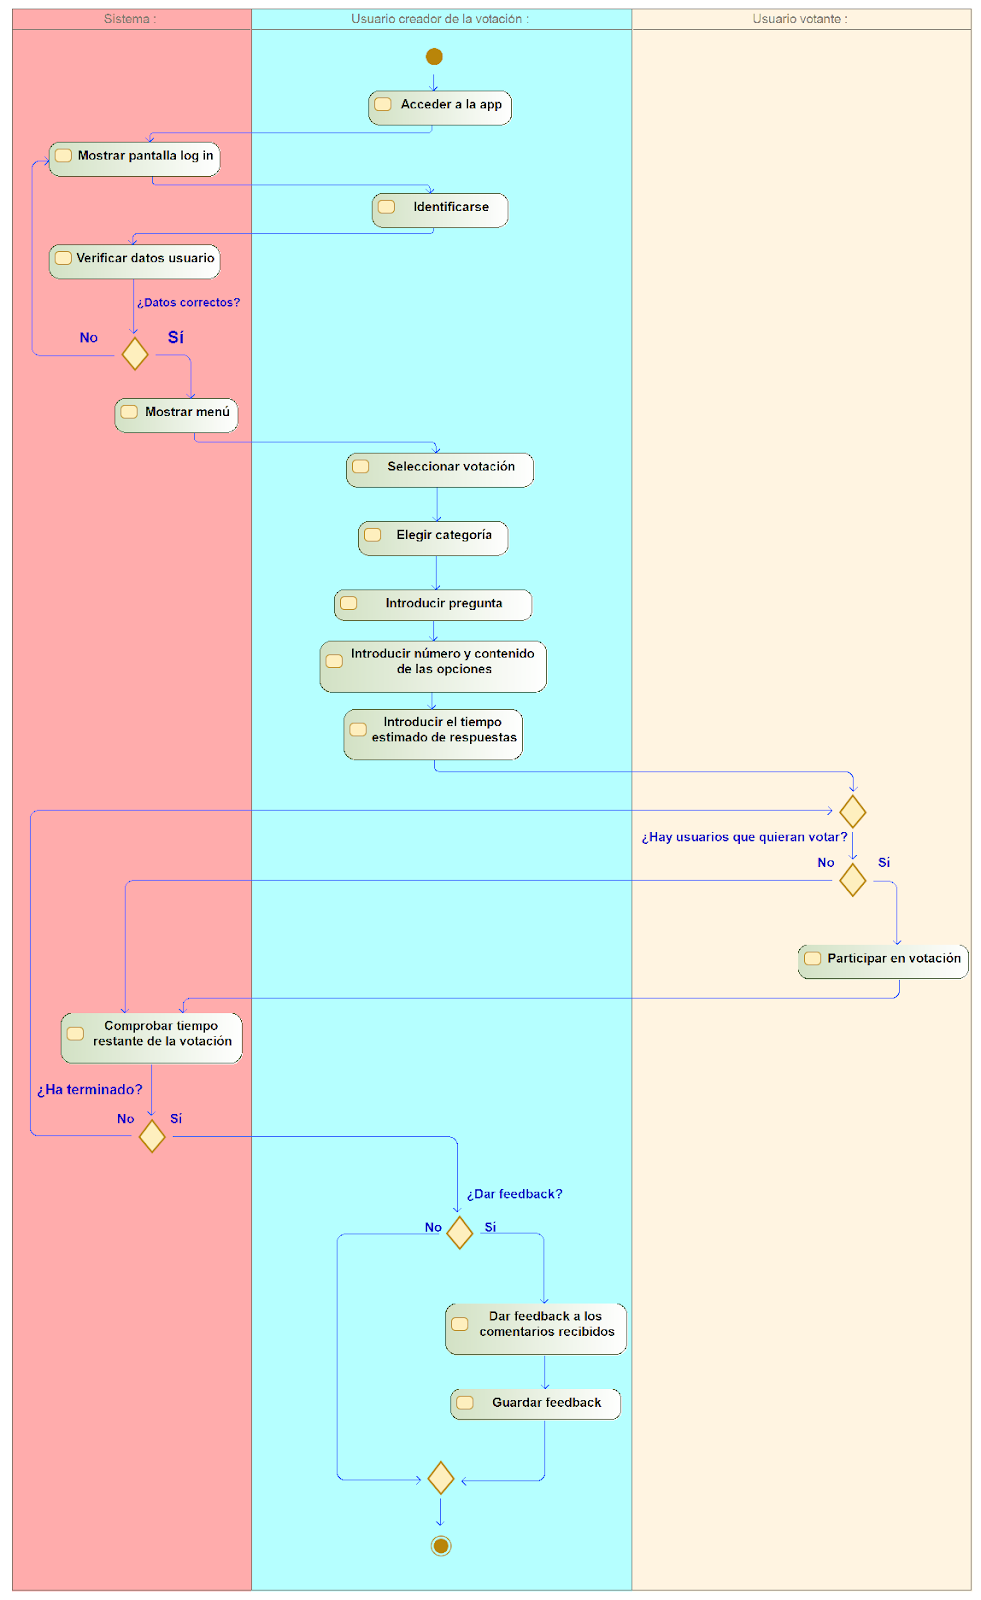 Sistema :
Usuario creador de la votación :
Usuario votante :
Acceder a la app
Mostrar pantalla log in
Identificarse
Verificar datos usuario
¿Datos correctos?
No
Sí
Mostrar menú
Seleccionar votación
Elegir categoría
Introducir pregunta
Introducir número y contenido
de las opciones
Introducir el tiempo
estimado de respuestas
¿Hay usuarios que quieran votar?
No
Sí
Participar en votación
Comprobar tiempo
restante de la votación
¿Ha terminado?
No
Sí
¿Dar feedback?
No
Sí
Dar feedback a los
comentarios recibidos
Guardar feedback